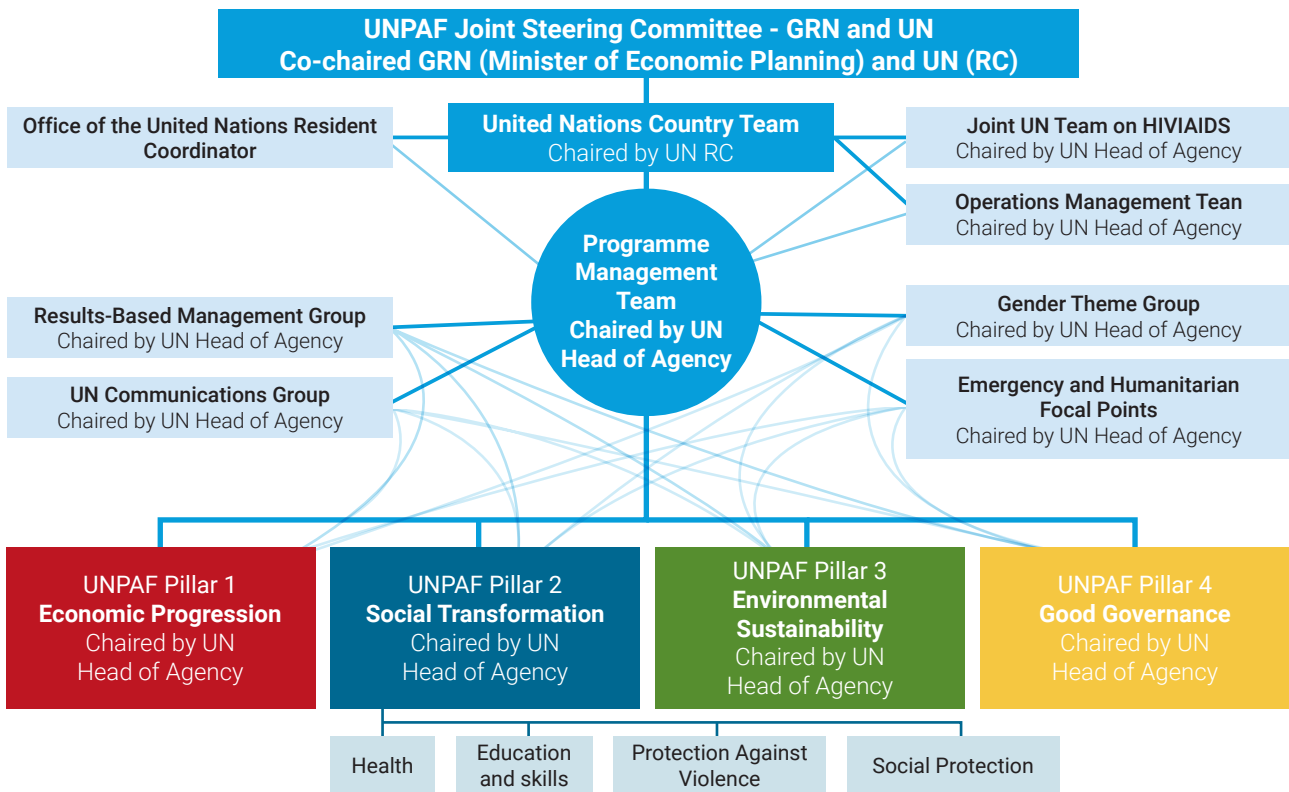 UNPAF Joint Steering Committee - GRN and UN
Co-chaired GRN (Minister of Economic Planning) and UN (RC)
Office of the United Nations Resident
Coordinator
United Nations Country Team
Chaired by UN RC
Joint UN Team on HIVIAIDS
Chaired by UN Head of Agency
Operations Management Tean
Chaired by UN Head of Agency
Programme
Management
Team
Chaired by UN
Head of Agency
Results-Based Management Group
Chaired by UN Head of Agency
UN Communications Group
Chaired by UN Head of Agency
Gender Theme Group
Chaired by UN Head of Agency
Emergency and Humanitarian
Focal Points
Chaired by UN Head of Agency
UNPAF Pillar 1
Economic Progression
Chaired by UN
Head of Agency
UNPAF Pillar 2
Social Transformation
Chaired by UN
Head of Agency
UNPAF Pillar 3
Environmental
Sustainability
Chaired by UN
Head of Agency
UNPAF Pillar 4
Good Governance
Chaired by UN
Head of Agency
Health
Education
and skills
Protection Against
Violence
Social Protection